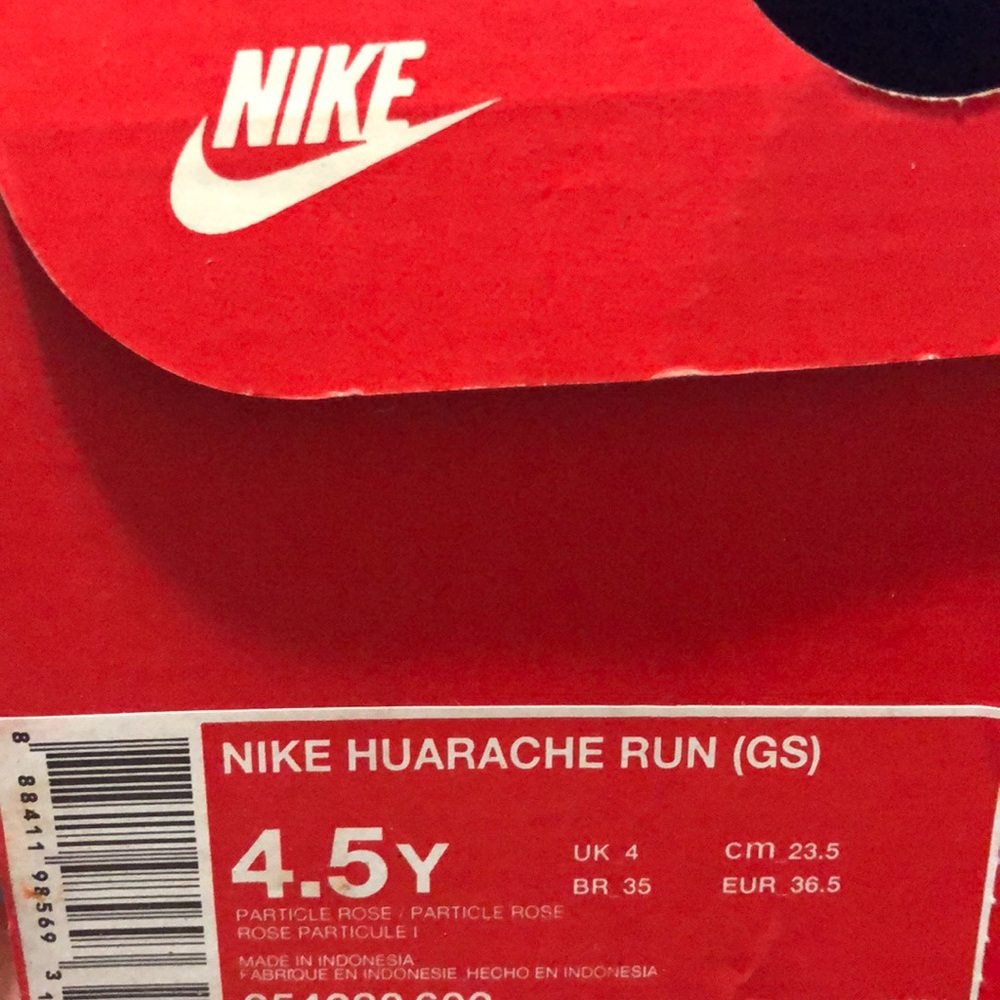 NIKE
NIKE HUARACHE RUN (GS)
4.5Y
UK 4
cm 23.5
BR 35
EUR 36.5
PARTICLE ROSE / PARTICLE ROSE
ROSE PARTICULE
MADE IN INDONESIA
FABRIQUE EN INDONESIE HECHO EN INDONESIA
8 88411 98569 3